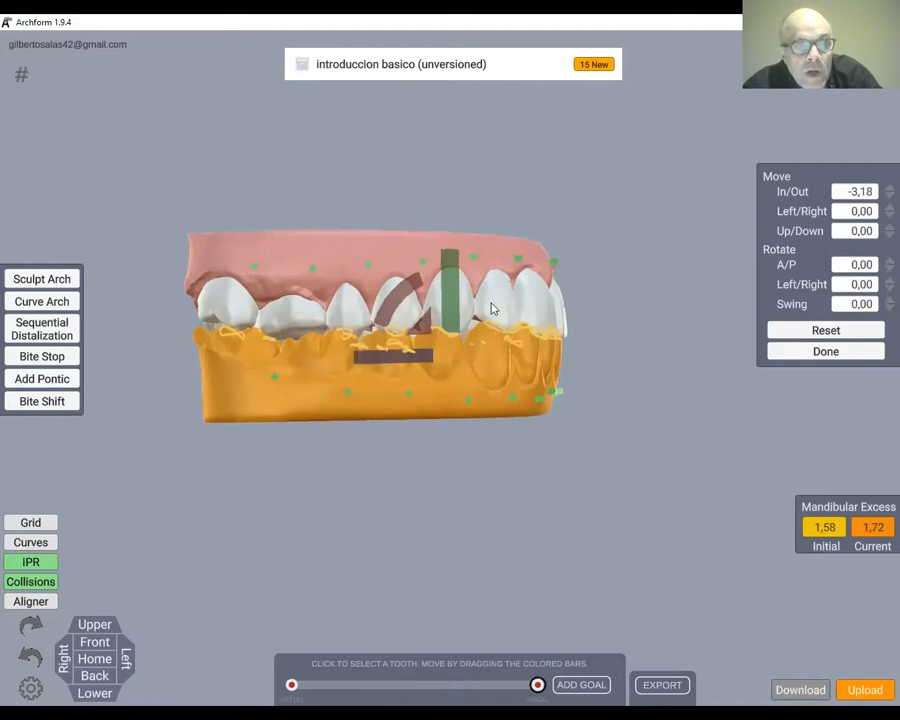 Archform 1.9.4
gilbertosalas42@gmail.com
#
introduccion basico (unversioned)
15 New
Move
In/Out -3,18
Left/Right 0,00
Up/Down 0,00
Rotate
A/P 0,00
Left/Right 0,00
Swing 0,00
Reset
Done
Sculpt Arch
Curve Arch
Sequential
Distalization
Bite Stop
Add Pontic
Bite Shift
Mandibular Excess
1,58 1,72
Initial Current
Grid
Curves
IPR
Collisions
Aligner
Upper
Front
Right Home Left
Back
Lower
CLICK TO SELECT A TOOTH. MOVE BY DRAGGING THE COLORED BARS.
ADD GOAL
INITIAL
EXPORT
Download
Upload